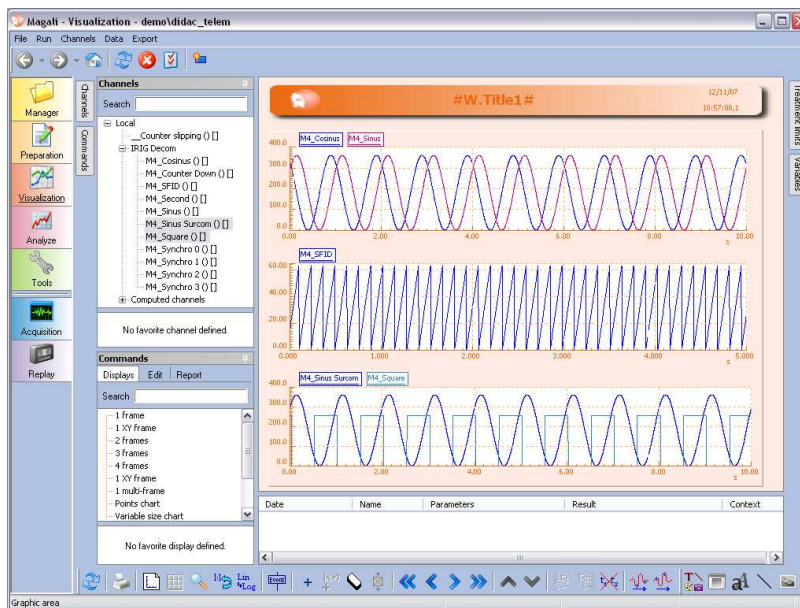 Magali - Visualization - demo\didac_telem
File Run Channels Data Export
Manager
Preparation
Visualization
Analyze
Tools
Acquisition
Replay
Channels
Commands
Channels
Search
Local
__Counter slipping () []
IRIG Decom
M4_Cosinus () []
M4_Counter Down () []
M4_SFID () []
M4_Second () []
M4_Sinus () []
M4_Sinus Surcom () []
M4_Square () []
M4_Synchro 0 () []
M4_Synchro 1 () []
M4_Synchro 2 () []
M4_Synchro 3 () []
Computed channels
No favorite channel defined.
Commands
Displays Edit Report
Search
1 frame
1 XY frame
2 frames
3 frames
4 frames
1 XY frame
1 multi-frame
Points chart
Variable size chart
No favorite display defined.
#W.Title1#
12/11/07
10:57:08,1
M4_Cosinus M4_Sinus
400.0
300.0
200.0
100.0
0.0
0.00 2.00 4.00 6.00 8.00 10.00
s
M4_SFID
60.00
40.00
20.00
0.00
0.000 1.000 2.000 3.000 4.000 5.000
s
M4_Sinus Surcom M4_Square
400.0
300.0
200.0
100.0
0.0
0.00 2.00 4.00 6.00 8.00 10.00
s
Variables
Date Name Parameters Result Context
Lin
Log
Event
Graphic area